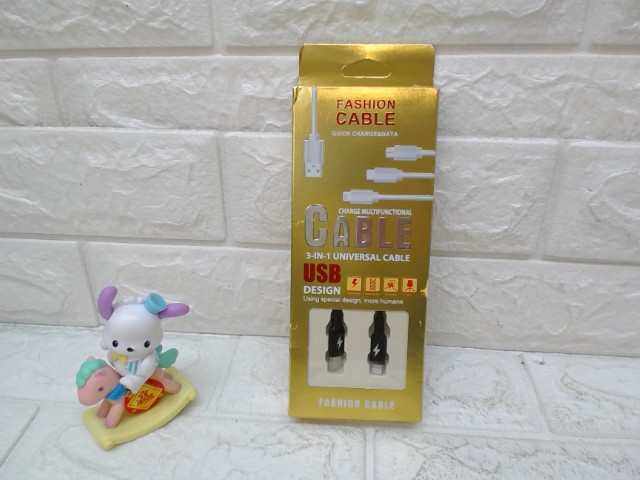 FASHION
CABLE
QUICK CHARGE&DATA
CHARGE MULTIFUNCTIONAL
CABLE
3-IN-1 UNIVERSAL CABLE
USB
DESIGN
Using special design, more humane
FASHION CABLE